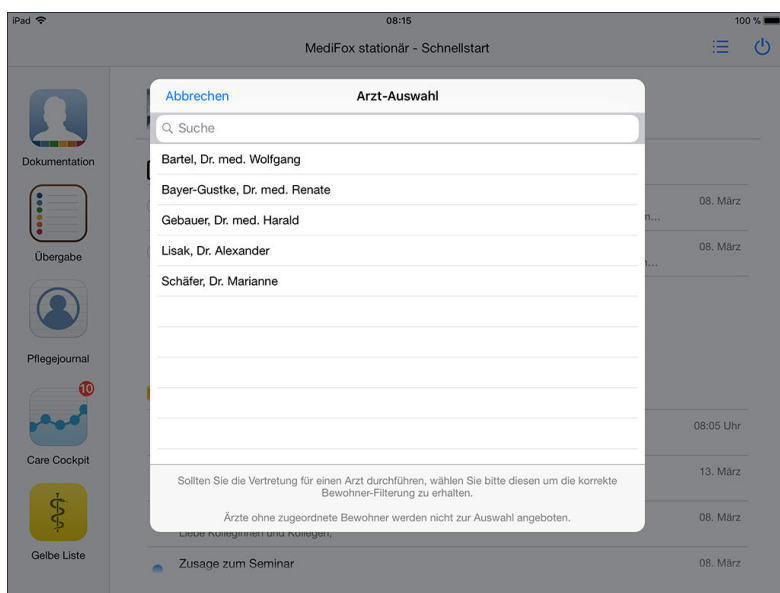 iPad
08:15
100 %
MediFox stationär - Schnellstart
Abbrechen
Arzt-Auswahl
Suche
Bartel, Dr. med. Wolfgang
Bayer-Gustke, Dr. med. Renate
Gebauer, Dr. med. Harald
Lisak, Dr. Alexander
Schäfer, Dr. Marianne
Sollten Sie die Vertretung für einen Arzt durchführen, wählen Sie bitte diesen um die korrekte
Bewohner-Filterung zu erhalten.
Ärzte ohne zugeordnete Bewohner werden nicht zur Auswahl angeboten.
Dokumentation
Übergabe
Pflegejournal
10
Care Cockpit
Gelbe Liste
08. März
08. März
08:05 Uhr
13. März
Liebe Kolleginnen und Kollegen,
08. März
Zusage zum Seminar
08. März